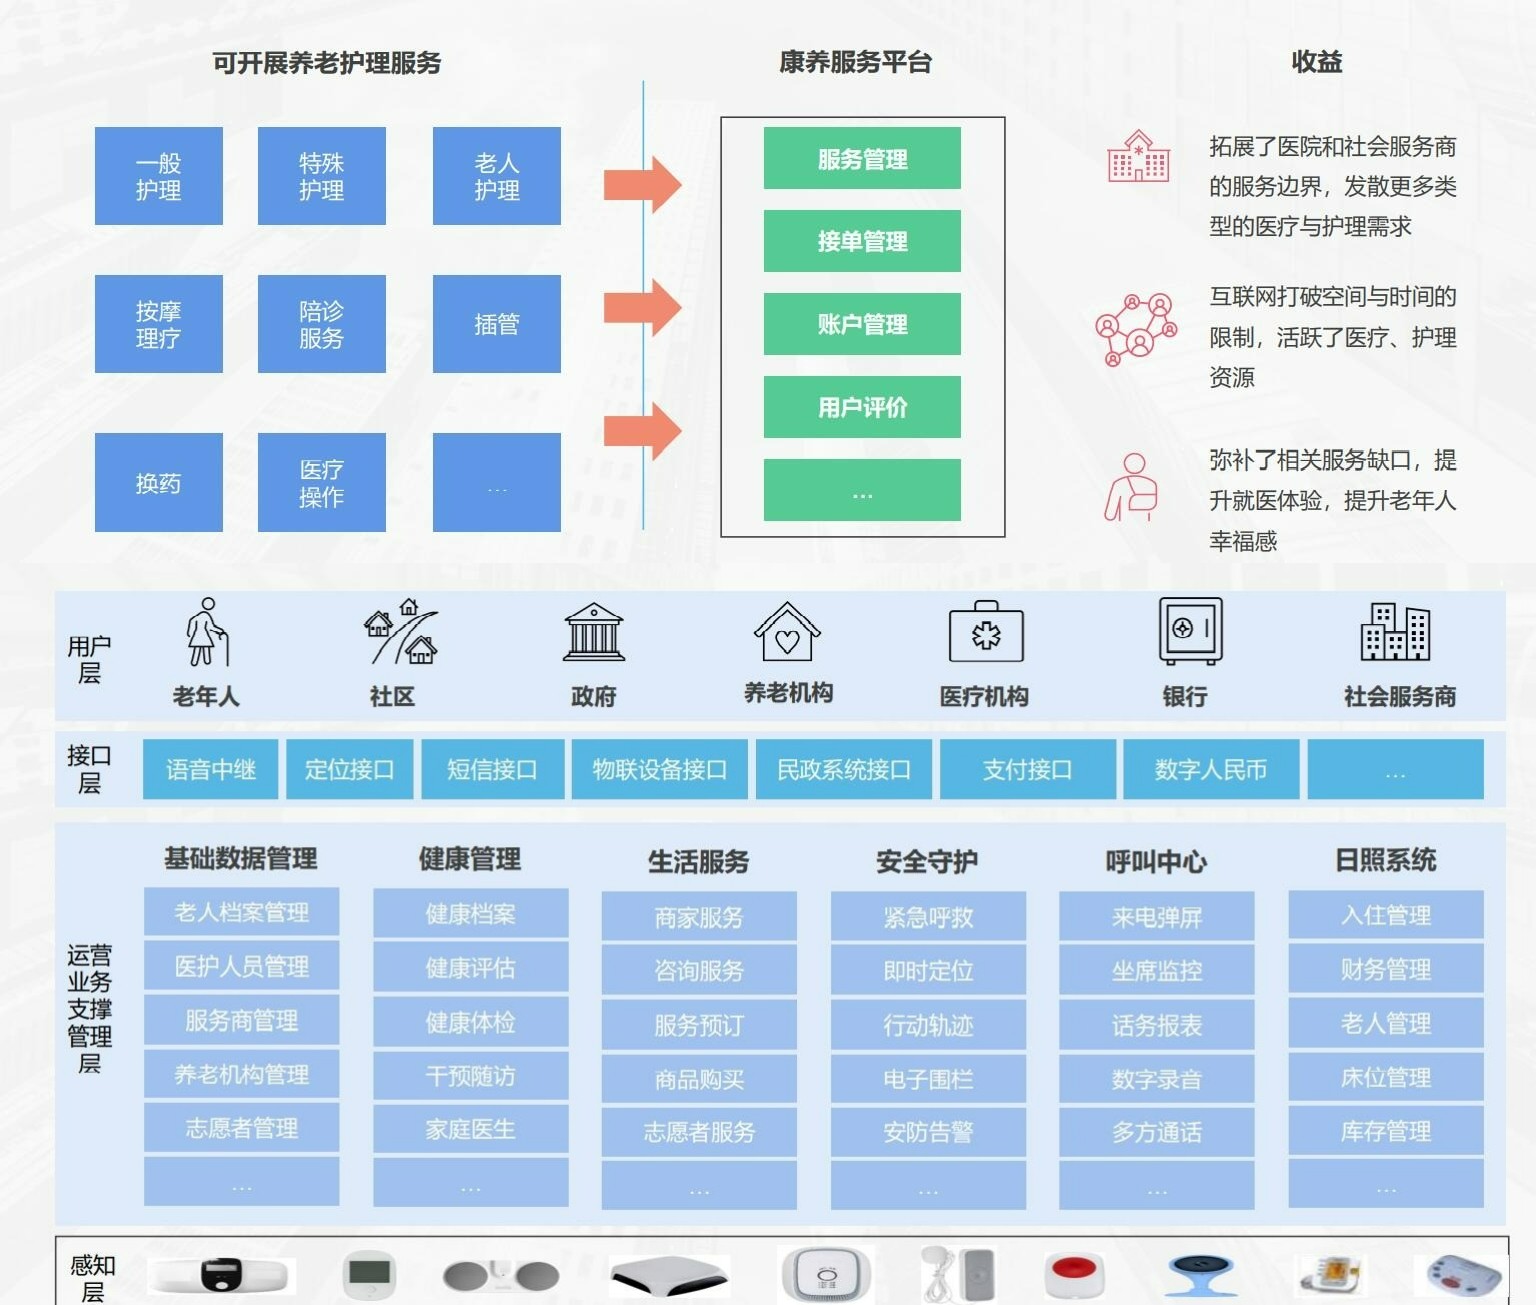 可开展养老护理服务
康养服务平台
收益
一般
护理
特殊
护理
老人
护理
按摩
理疗
陪诊
服务
插管
换药
医疗
操作
...
服务管理
接单管理
账户管理
用户评价
...
拓展了医院和社会服务商
的服务边界，发散更多类
型的医疗与护理需求
互联网打破空间与时间的
限制，活跃了医疗、护理
资源
弥补了相关服务缺口，提
升就医体验，提升老年人
幸福感
用户
层
老年人
社区
政府
养老机构
医疗机构
银行
社会服务商
接口
层
语音中继
定位接口
短信接口
物联设备接口
民政系统接口
支付接口
数字人民币
...
运营
业务
支撑
管理
层
基础数据管理
老人档案管理
医护人员管理
服务商管理
养老机构管理
志愿者管理
...
健康管理
健康档案
健康评估
健康体检
干预随访
家庭医生
...
生活服务
商家服务
咨询服务
服务预订
商品购买
志愿者服务
...
安全守护
紧急呼救
即时定位
行动轨迹
电子围栏
安防告警
...
呼叫中心
来电弹屏
坐席监控
话务报表
数字录音
多方通话
...
日照系统
入住管理
财务管理
老人管理
床位管理
库存管理
...
感知
层